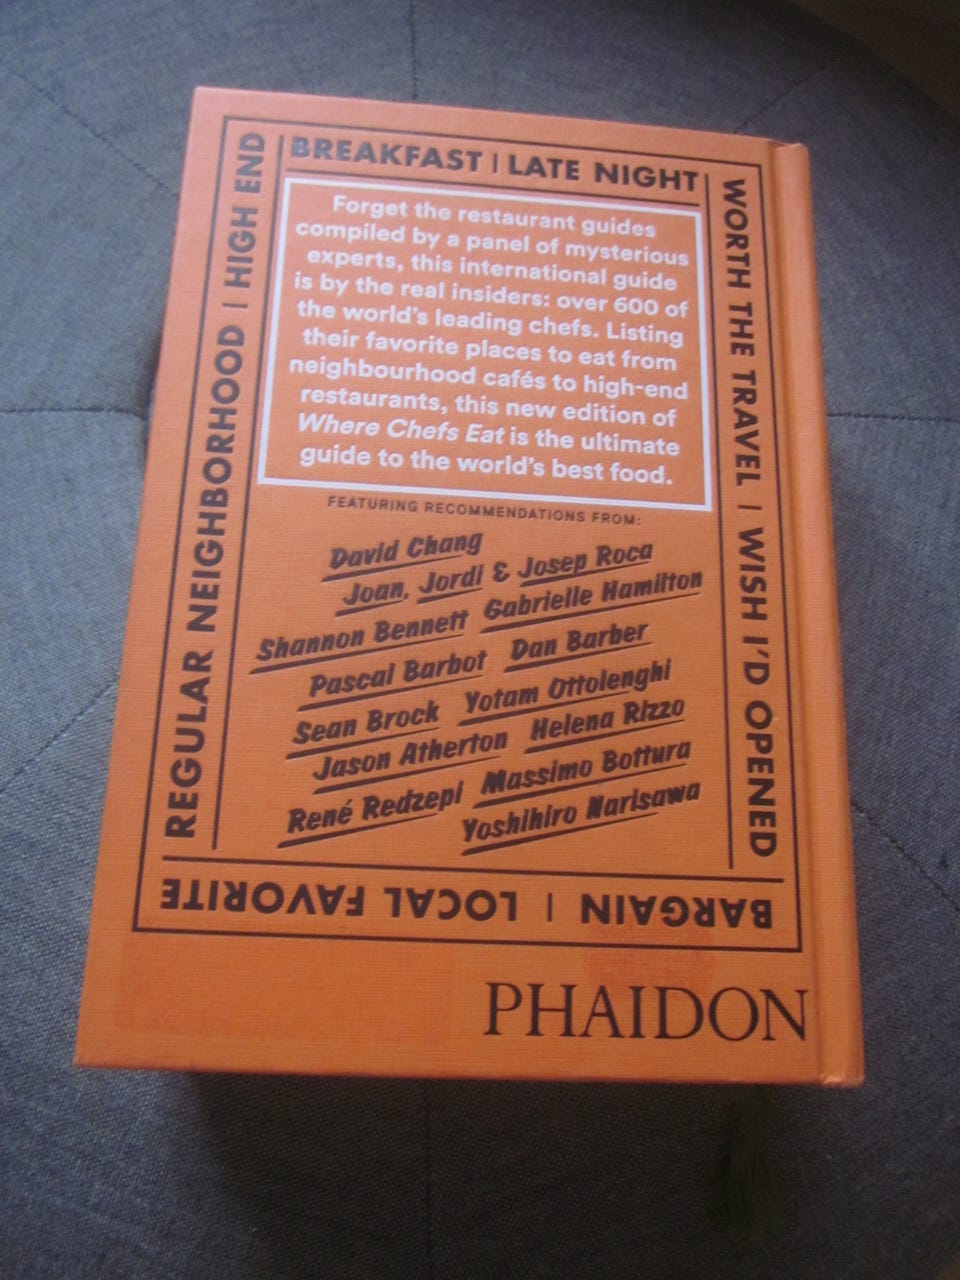 BREAKFAST | LATE NIGHT
WORTH THE TRAVEL | WISH I'D OPENED
BARGAIN | LOCAL FAVORITE
REGULAR NEIGHBORHOOD | HIGH END
Forget the restaurant guides
compiled by a panel of mysterious
experts, this international guide
is by the real insiders: over 600 of
the world's leading chefs. Listing
their favorite places to eat from
neighbourhood cafés to high-end
restaurants, this new edition of
Where Chefs Eat is the ultimate
guide to the world's best food.
FEATURING RECOMMENDATIONS FROM:
David Chang
Joan, Jordi & Josep Roca
Shannon Bennett Gabrielle Hamilton
Pascal Barbot Dan Barber
Sean Brock Yotam Ottolenghi
Jason Atherton Helena Rizzo
René Redzepi Massimo Bottura
Yoshihiro Narisawa
PHAIDON